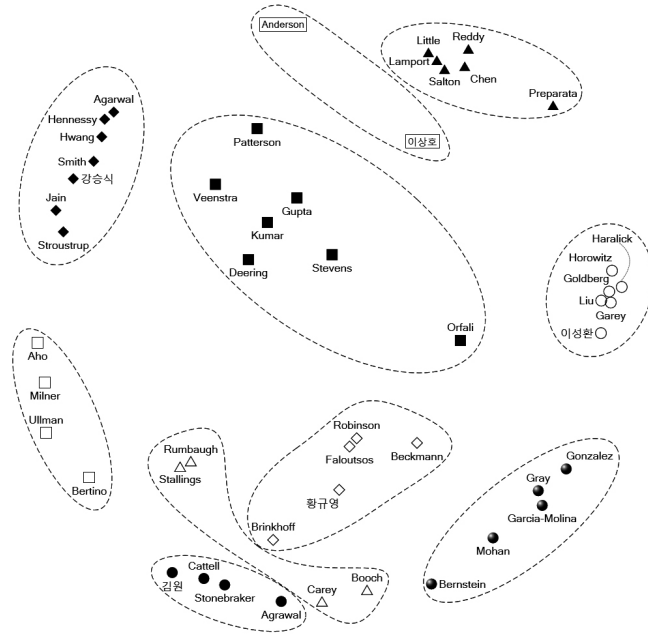 Anderson
Little
Reddy
Lamport
Salton
Chen
Preparata
이상호
Agarwal
Hennessy
Hwang
Smith
강승식
Jain
Stroustrup
Patterson
Veenstra
Gupta
Kumar
Deering
Stevens
Orfali
Haralick
Horowitz
Goldberg
Liu
Garey
이성환
Aho
Milner
Ullman
Bertino
Rumbaugh
Stallings
Robinson
Faloutsos
Beckmann
황규영
Brinkhoff
Gonzalez
Gray
Garcia-Molina
Mohan
Bernstein
Cattell
김원
Stonebraker
Agrawal
Carey
Booch